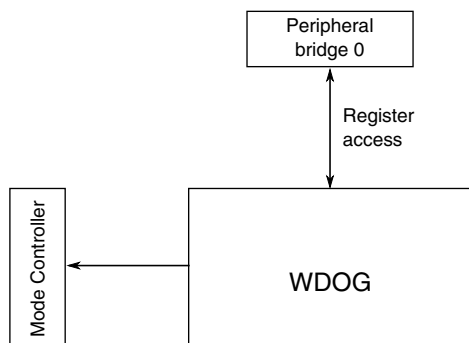 Peripheral
bridge 0
Register
access
Mode Controller
WDOG